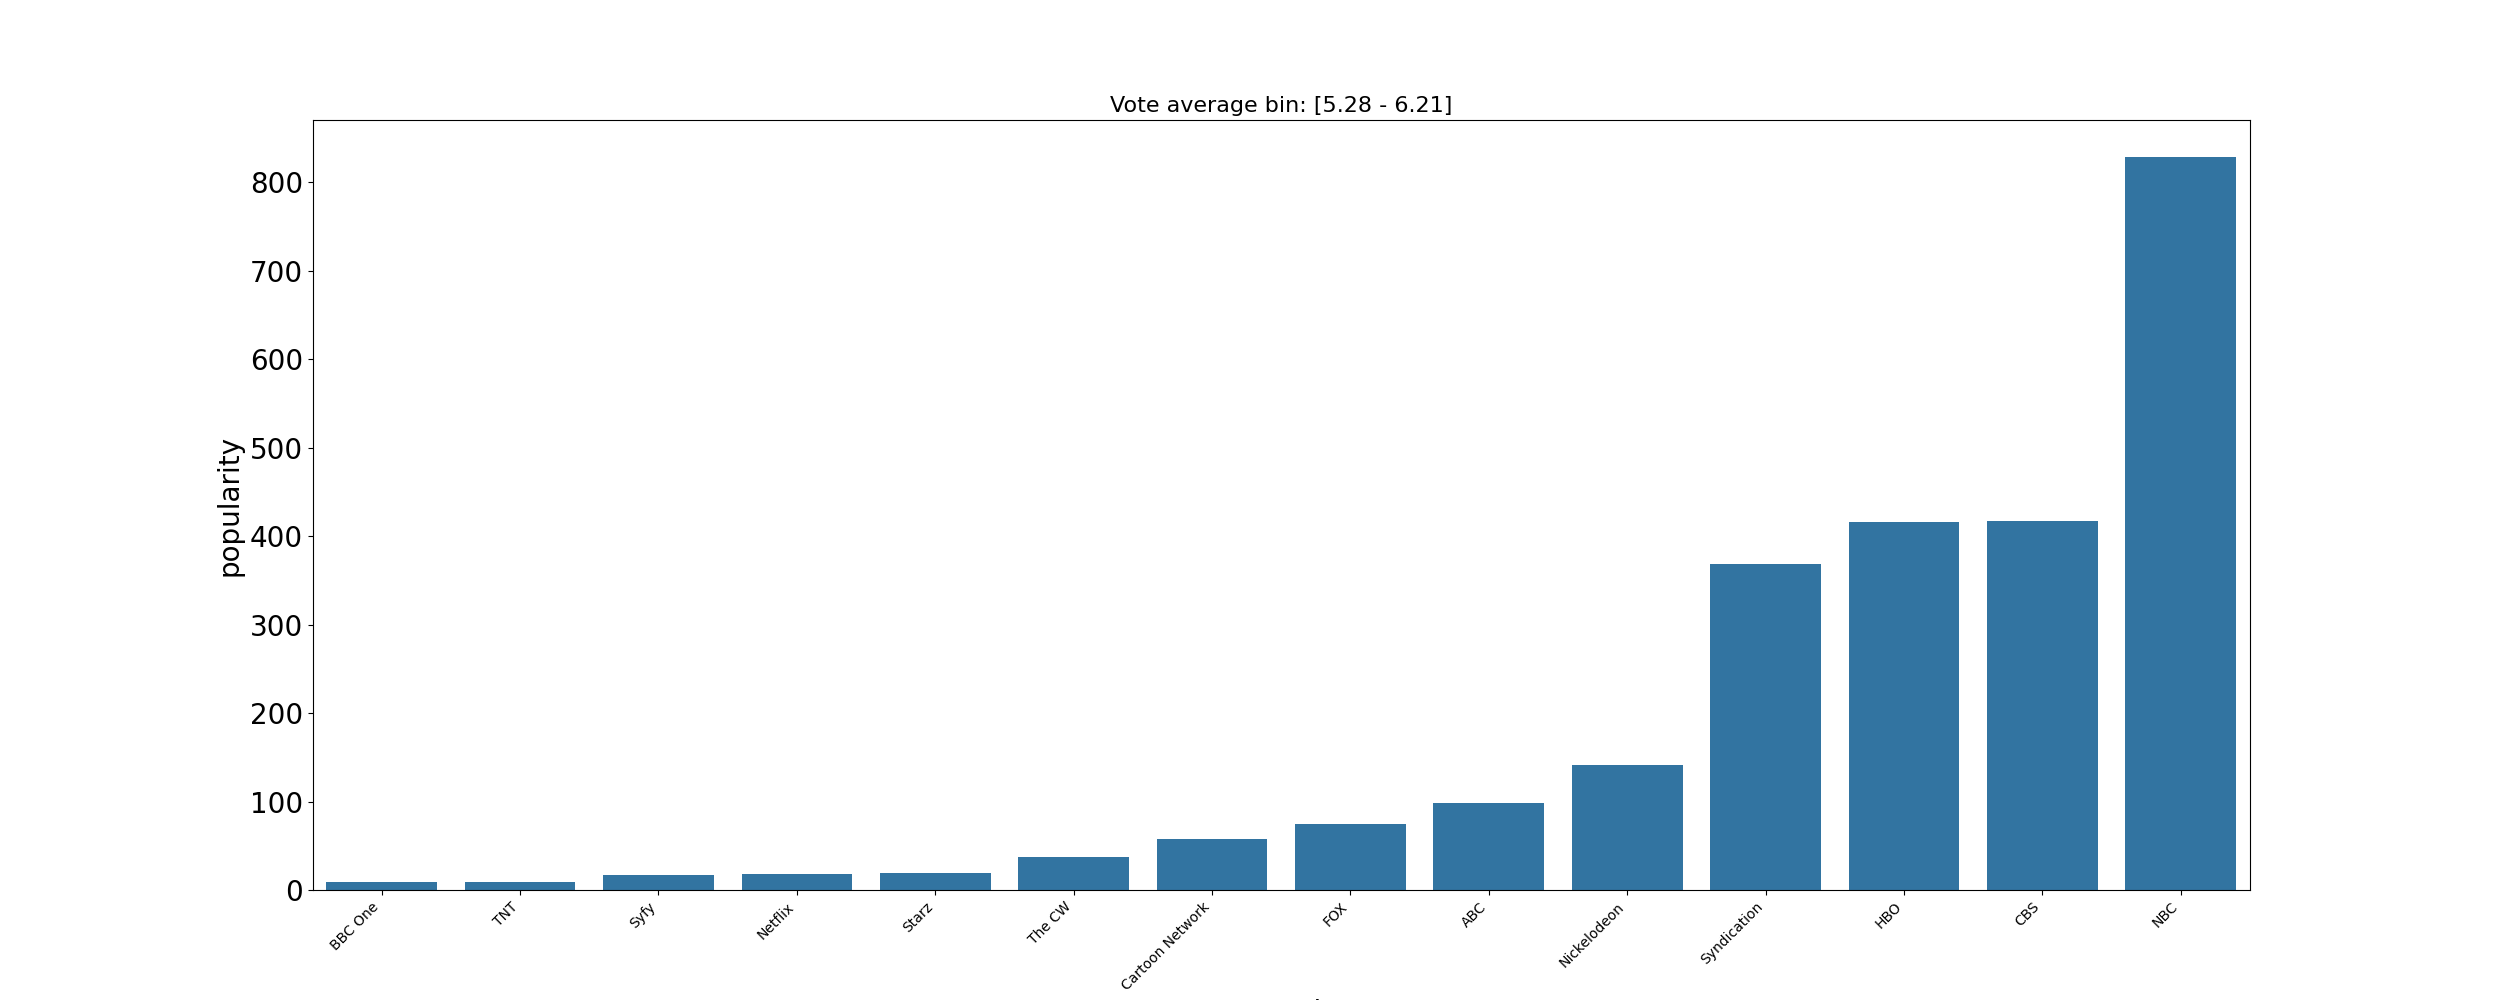 Vote average bin: [5.28 - 6.21]
popularity
800
700
600
500
400
300
200
100
0
BBC One
TNT
Syfy
Netflix
Starz
The CW
Cartoon Network
FOX
ABC
Nickelodeon
Syndication
HBO
CBS
NBC